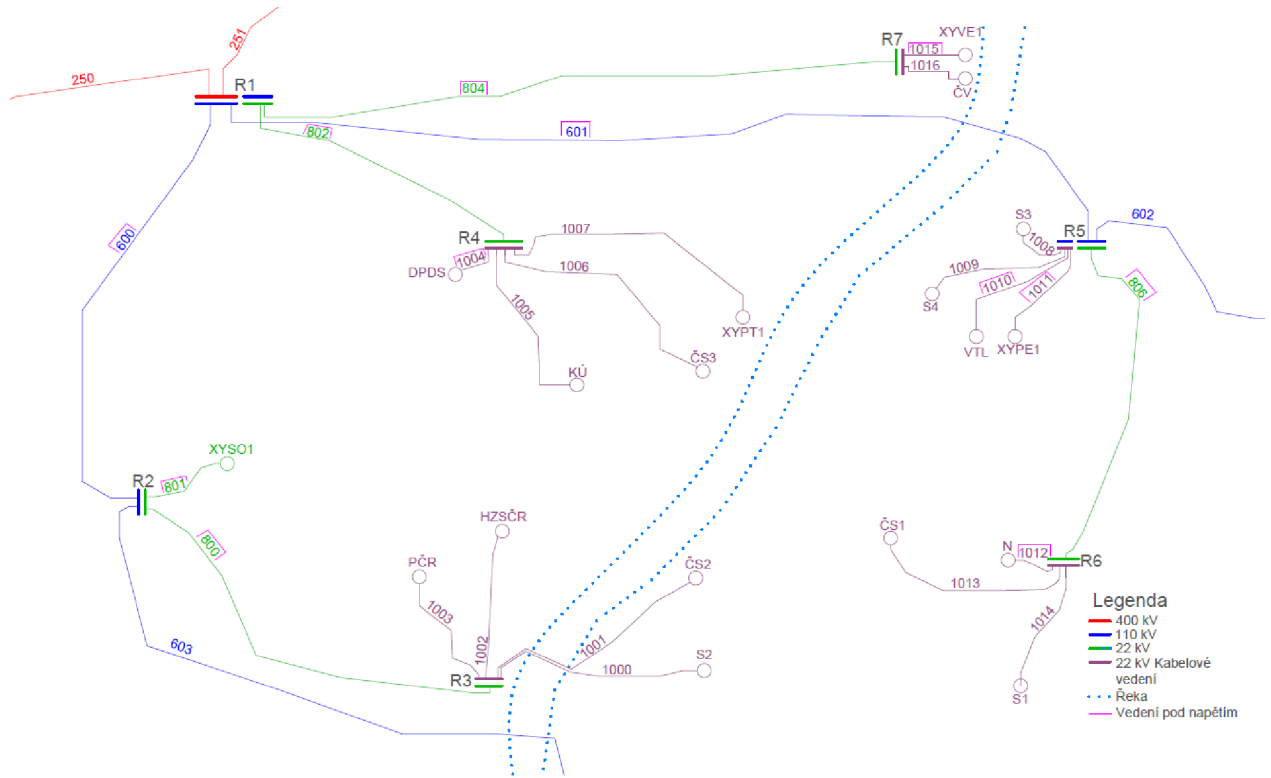 251
250
R1
804
802
601
R7
XYVE1
1015
1016
ČV
600
R4
DPDS
1004
1005
1006
1007
KÚ
ČS3
XYPT1
S3
R5
602
1008
1009
1010
1011
S4
VTL
XYPE1
806
R2
XYSO1
801
800
603
PČR
HZSČR
1003
1002
ČS2
1001
S2
1000
R3
ČS1
N
1012
R6
1013
1014
S1
Legenda
400 kV
110 kV
22 kV
22 kV Kabelové
vedení
Řeka
Vedení pod napětím